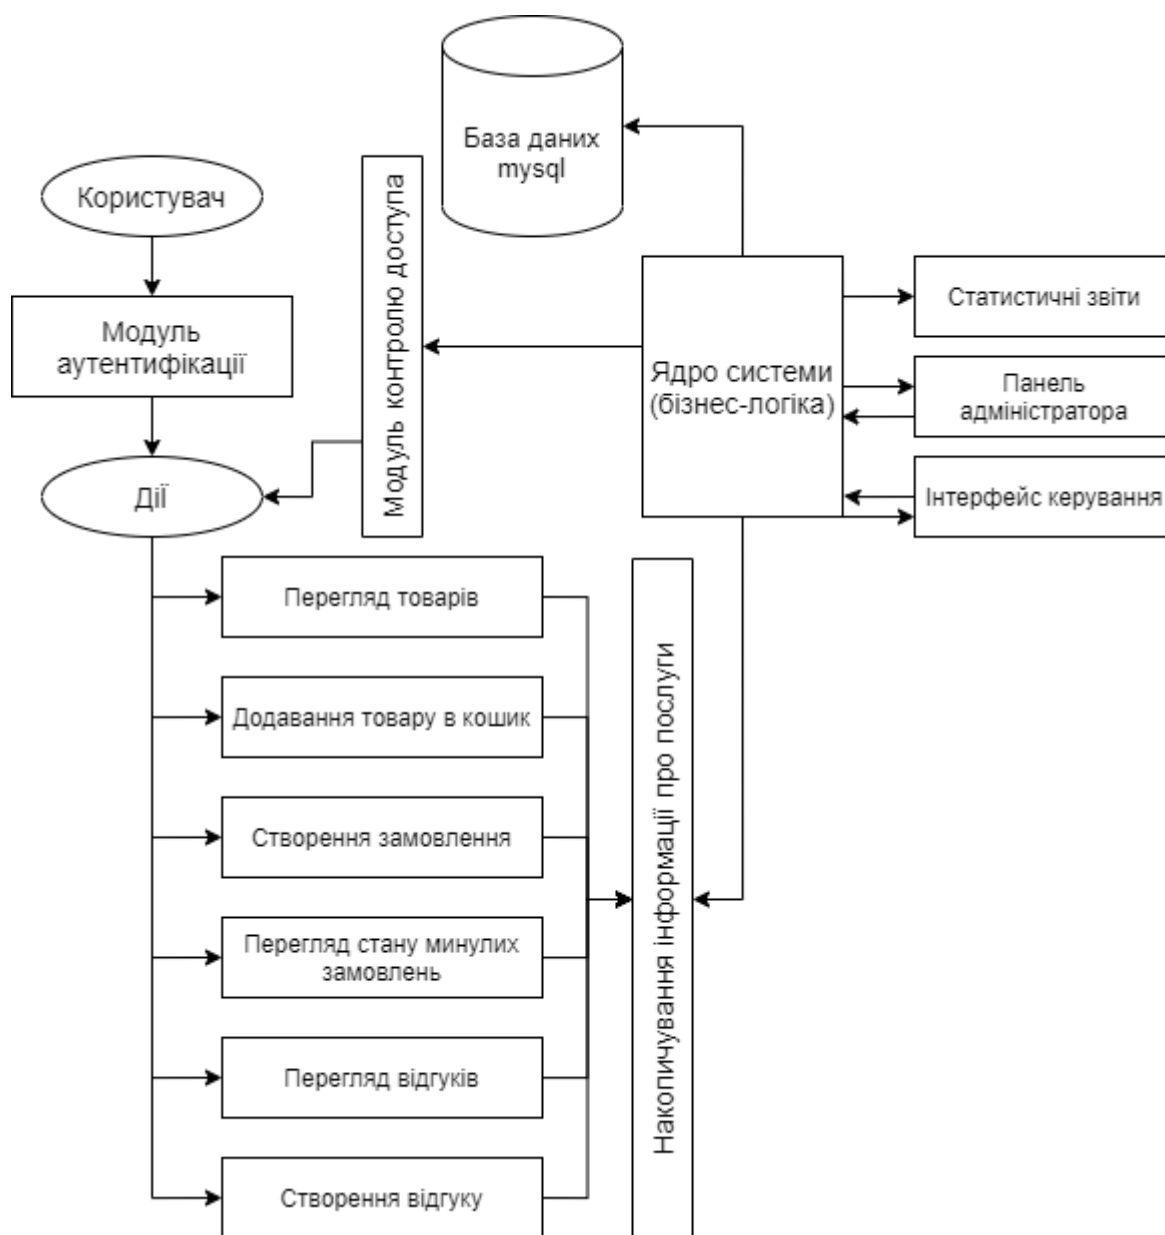 База даних
mysql
Користувач
Модуль контролю доступа
Модуль
аутентифікації
Статистичні звіти
Ядро системи
(бізнес-логіка)
Панель
адміністратора
Дії
Інтерфейс керування
Перегляд товарів
Додавання товару в кошик
Створення замовлення
Перегляд стану минулих
замовлень
Перегляд відгуків
Створення відгуку
Накопичування інформації про послуги